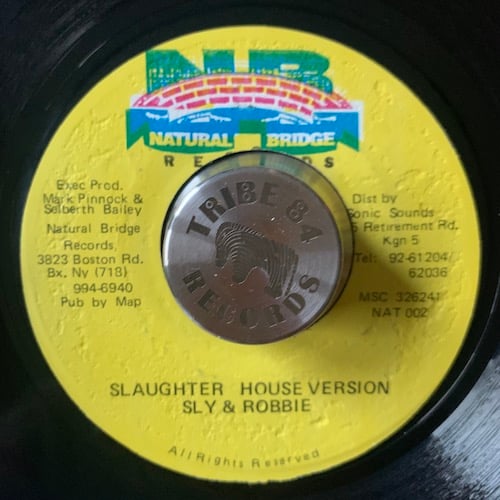 NB
NATURAL BRIDGE
RECORDS
Exec Prod.
Mark Pinnock &
Selberth Bailey
Natural Bridge
Records,
3823 Boston Rd.
Bx. Ny (718)
994-6940
Pub by Map
TRIBE 84
RECORDS
Dist by
Sonic Sounds
5 Retirement Rd.
Kgn 5
Tel: 92-61204/
62036
MSC 326241
NAT 002
SLAUGHTER HOUSE VERSION
SLY & ROBBIE
All Rights Reserved